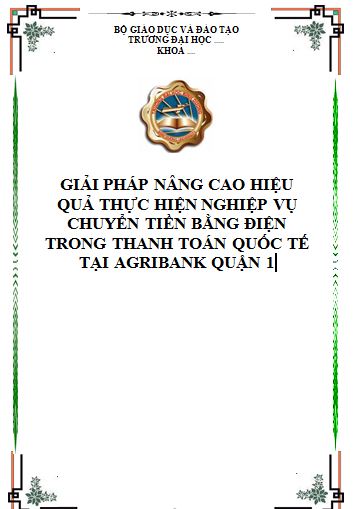 BỘ GIÁO DỤC VÀ ĐÀO TẠO
TRƯỜNG ĐẠI HỌC ....
KHOA ...
GIẢI PHÁP NÂNG CAO HIỆU
QUẢ THỰC HIỆN NGHIỆP VỤ
CHUYỂN TIỀN BẰNG ĐIỆN
TRONG THANH TOÁN QUỐC TẾ
TẠI AGRIBANK QUẬN 1